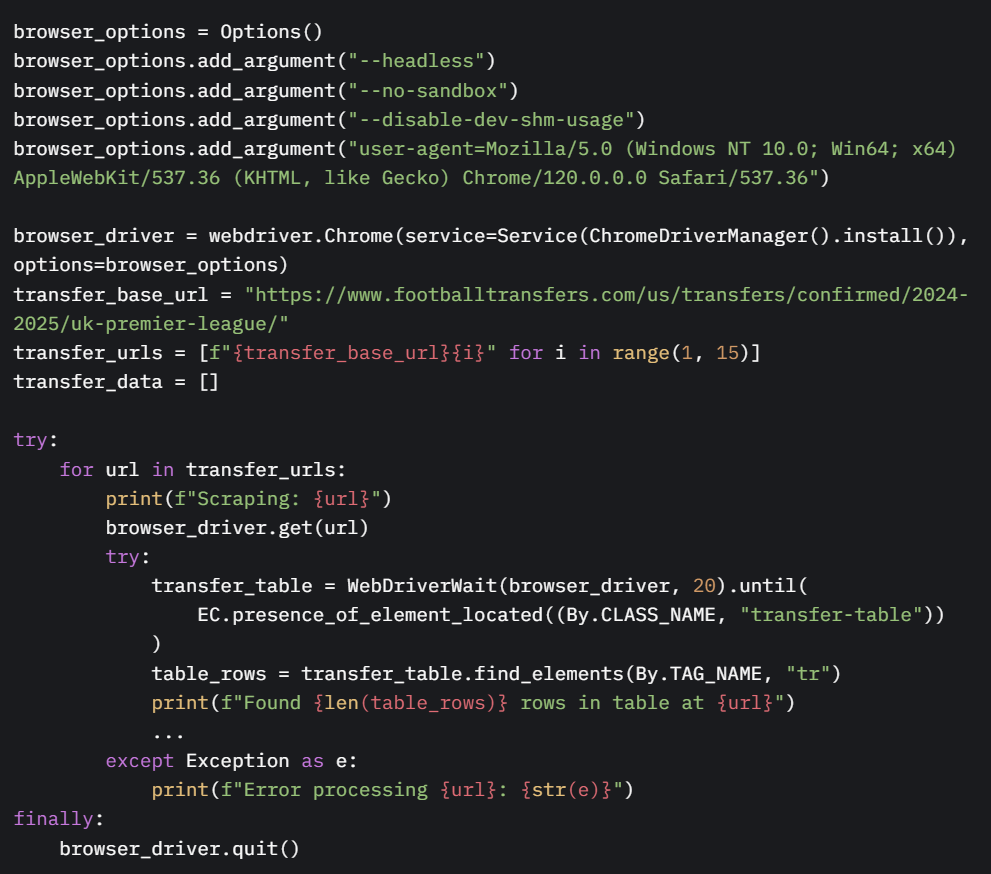 browser_options = Options()
browser_options.add_argument("--headless")
browser_options.add_argument("--no-sandbox")
browser_options.add_argument("--disable-dev-shm-usage")
browser_options.add_argument("user-agent=Mozilla/5.0 (Windows NT 10.0; Win64; x64)
AppleWebKit/537.36 (KHTML, like Gecko) Chrome/120.0.0.0 Safari/537.36")

browser_driver = webdriver.Chrome(service=Service(ChromeDriverManager().install()),
options=browser_options)
transfer_base_url = "https://www.footballtransfers.com/us/transfers/confirmed/2024-
2025/uk-premier-league/"
transfer_urls = [f"{transfer_base_url}{i}" for i in range(1, 15)]
transfer_data = []

try:
    for url in transfer_urls:
        print(f"Scraping: {url}")
        browser_driver.get(url)
        try:
            transfer_table = WebDriverWait(browser_driver, 20).until(
                EC.presence_of_element_located((By.CLASS_NAME, "transfer-table"))
            )
            table_rows = transfer_table.find_elements(By.TAG_NAME, "tr")
            print(f"Found {len(table_rows)} rows in table at {url}")
            ...
        except Exception as e:
            print(f"Error processing {url}: {str(e)}")
finally:
    browser_driver.quit()